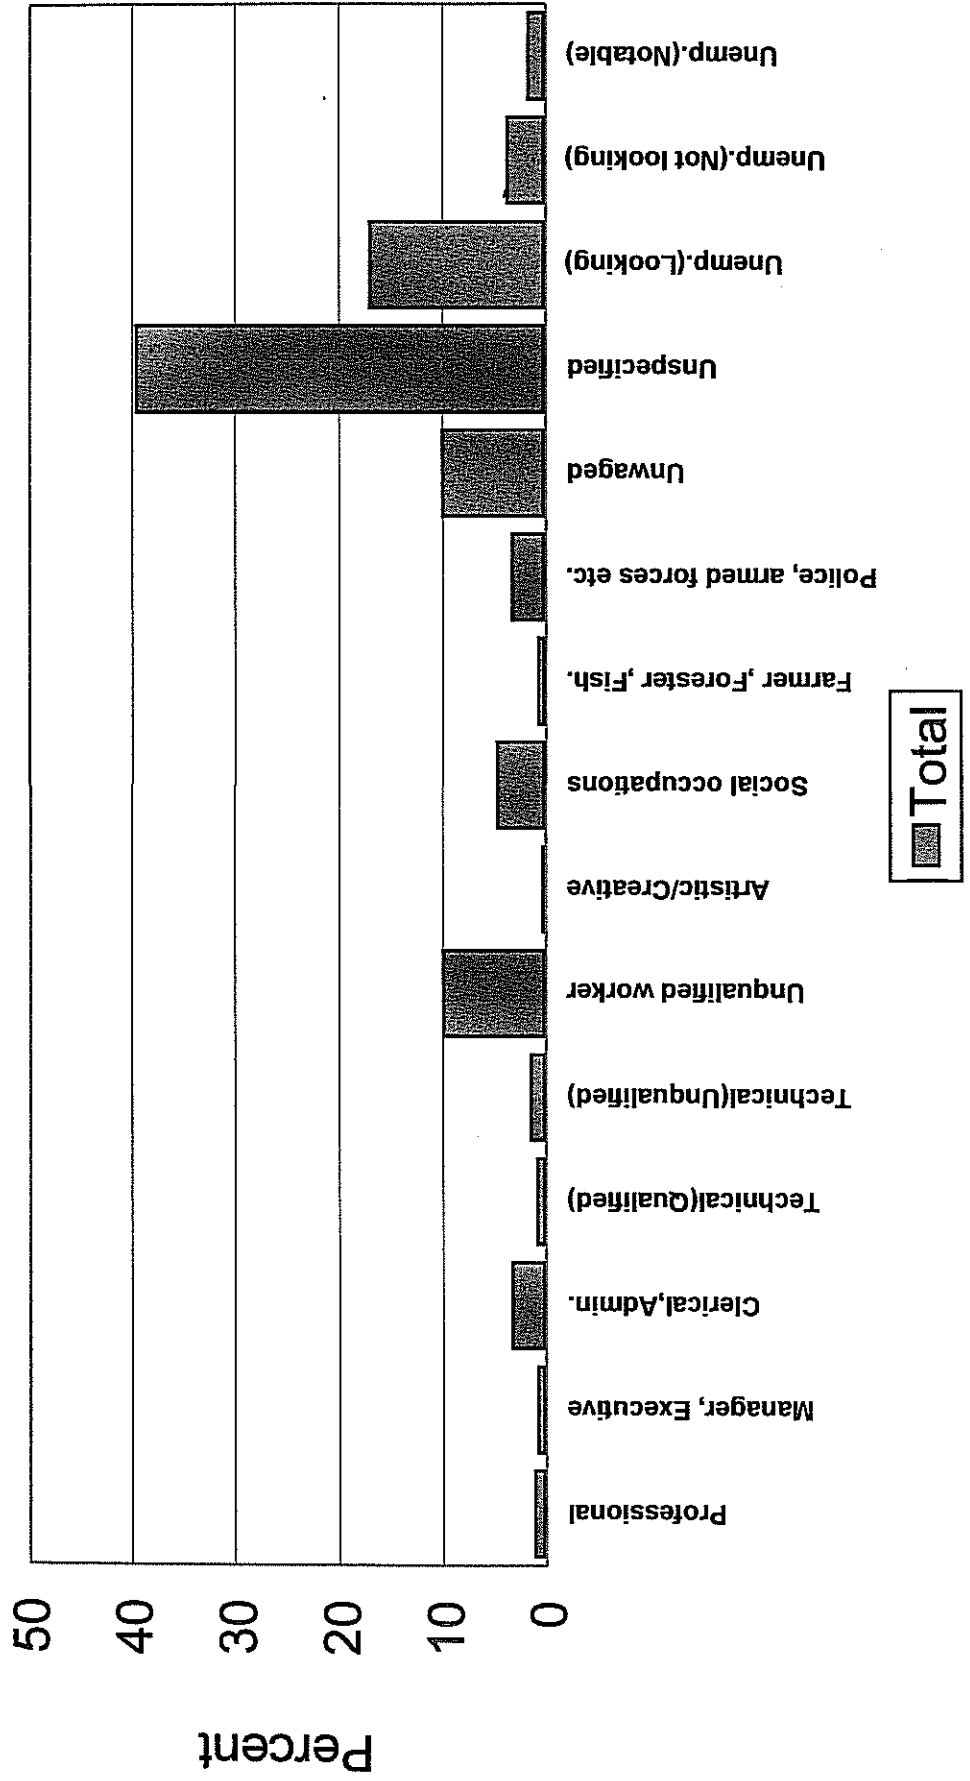 Percent
50
40
30
20
10
0
Professional
Manager, Executive
Clerical,Admin.
Technical(Qualified)
Technical(Unqualified)
Unqualified worker
Artistic/Creative
Social occupations
Farmer ,Forester ,Fish.
Police, armed forces etc.
Unwaged
Unspecified
Unemp.(Looking)
Unemp.(Not looking)
Unemp.(Notable)
Total